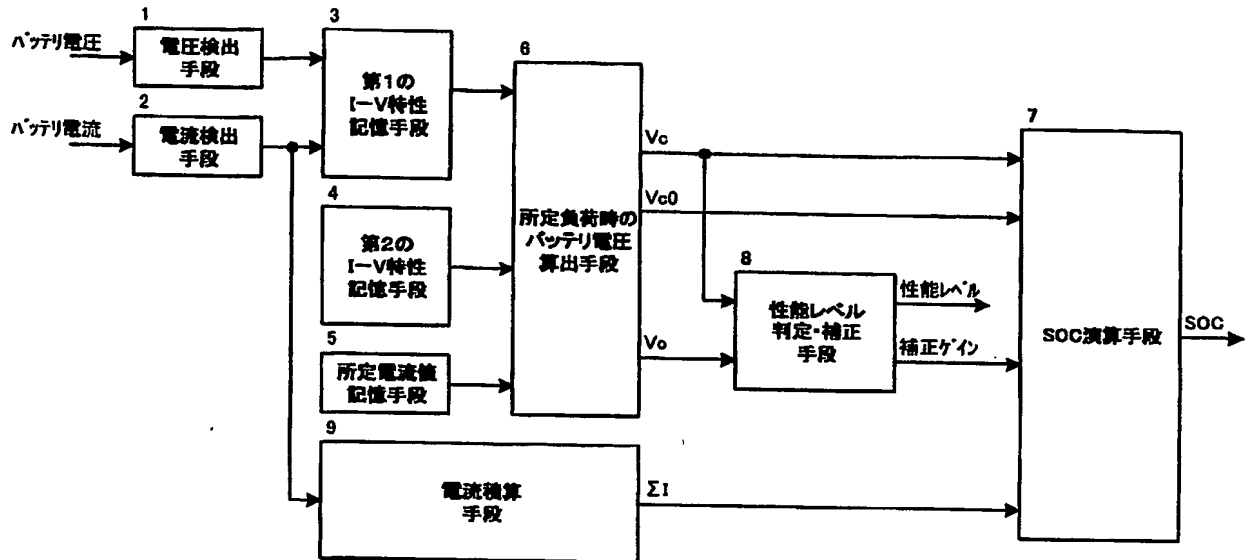 1
バッテリ電圧
電圧検出
手段
2
バッテリ電流
電流検出
手段
3
第1の
I−V特性
記憶手段
4
第2の
I−V特性
記憶手段
5
所定電流値
記憶手段
6
所定負荷時の
バッテリ電圧
算出手段
Vc
Vc0
Vo
8
性能レベル
判定・補正
手段
性能レベル
補正ゲイン
7
SOC演算手段
SOC
9
電流積算
手段
ΣI